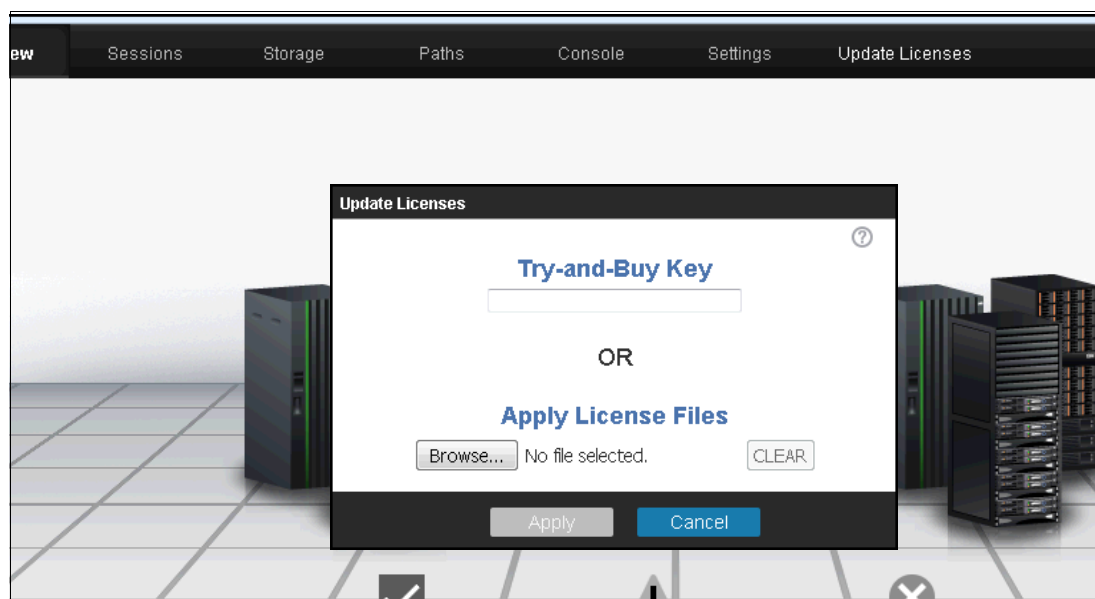 ew Sessions Storage Paths Console Settings Update Licenses
Update Licenses
?
Try-and-Buy Key
OR
Apply License Files
Browse... No file selected. CLEAR
Apply Cancel